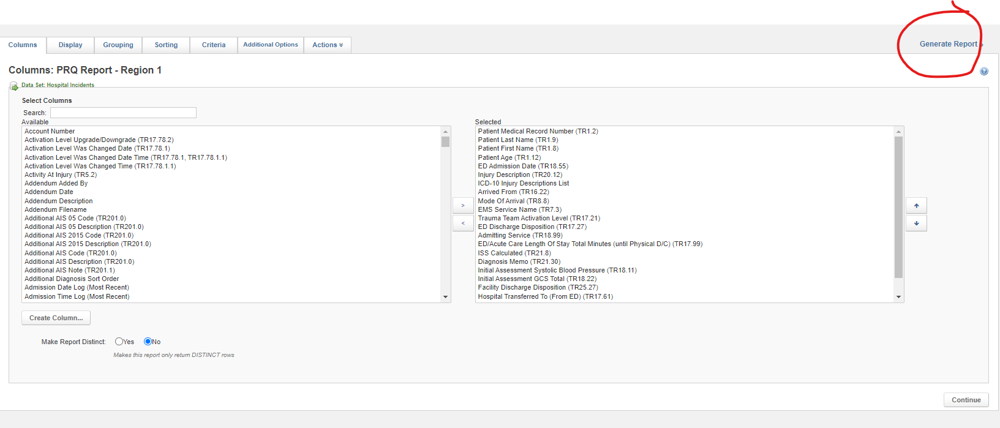 Columns Display Grouping Sorting Criteria Additional Options Actions Generate Report
Columns: PRQ Report - Region 1
Data Set: Hospital Incidents
Select Columns
Search:
Available
Account Number
Activation Level Upgrade/Downgrade (TR17.78.2)
Activation Level Was Changed Date (TR17.78.1)
Activation Level Was Changed Date Time (TR17.78.1, TR17.78.1.1)
Activation Level Was Changed Time (TR17.78.1.1)
Activity At Injury (TR5.2)
Addendum Added By
Addendum Date
Addendum Description
Addendum Filename
Additional AIS 05 Code (TR201.0)
Additional AIS 05 Description (TR201.0)
Additional AIS 2015 Code (TR201.0)
Additional AIS 2015 Description (TR201.0)
Additional AIS Code (TR201.0)
Additional AIS Description (TR201.0)
Additional AIS Note (TR201.1)
Additional Diagnosis Sort Order
Admission Date Log (Most Recent)
Admission Time Log (Most Recent)
>
<
Selected
Patient Medical Record Number (TR1.2)
Patient Last Name (TR1.9)
Patient First Name (TR1.8)
Patient Age (TR1.12)
ED Admission Date (TR18.55)
Injury Description (TR20.12)
ICD-10 Injury Descriptions List
Arrived From (TR16.22)
Mode Of Arrival (TR8.8)
EMS Service Name (TR7.3)
Trauma Team Activation Level (TR17.21)
ED Discharge Disposition (TR17.27)
Admitting Service (TR18.99)
ED/Acute Care Length Of Stay Total Minutes (until Physical D/C) (TR17.99)
ISS Calculated (TR21.8)
Diagnosis Memo (TR21.30)
Initial Assessment Systolic Blood Pressure (TR18.11)
Initial Assessment GCS Total (TR18.22)
Facility Discharge Disposition (TR25.27)
Hospital Transferred To (From ED) (TR17.61)
Create Column...
Make Report Distinct: Yes No
Makes this report only return DISTINCT rows
Continue